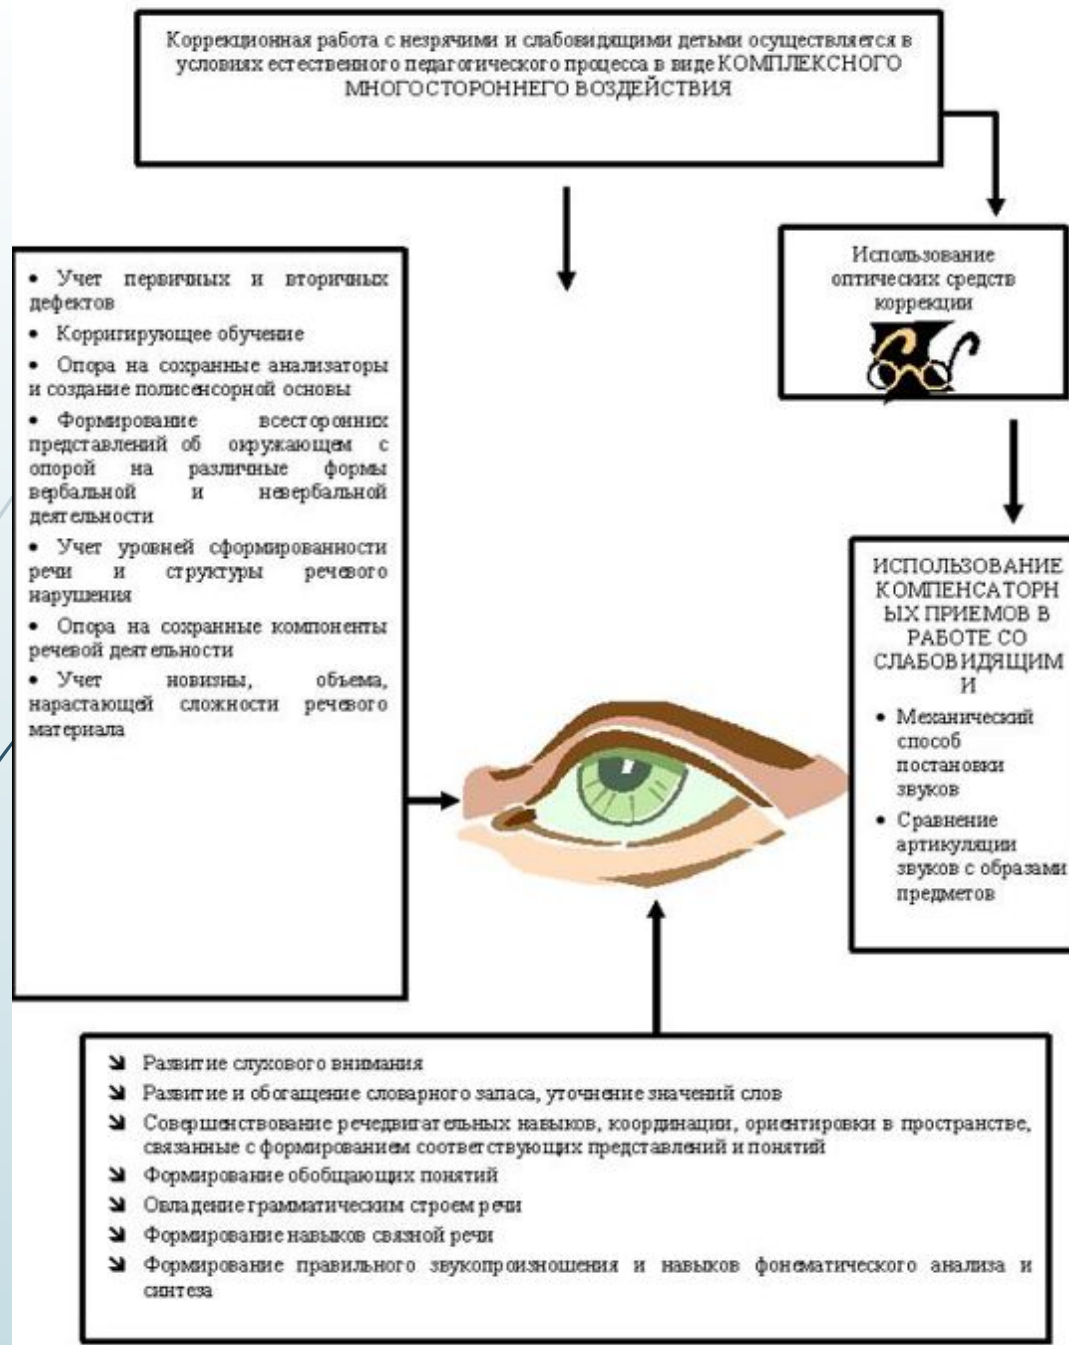 Коррекционная работа с незрячими и слабовидящими детьми осуществляется в
условиях естественного педагогического процесса в виде КОМПЛЕКСНОГО
МНОГОСТОРОННЕГО ВОЗДЕЙСТВИЯ
Использование
оптических средств
коррекции
• Учет первичных и вторичных
дефектов
• Корригирующее обучение
• Опора на сохранные анализаторы
и создание полисенсорной основы
• Формирование всесторонних
представлений об окружающем с
опорой на различные формы
вербальной и невербальной
деятельности
• Учет уровней сформированности
речи и структуры речевого
нарушения
• Опора на сохранные компоненты
речевой деятельности
• Учет новизны, объема,
нарастающей сложности речевого
материала
ИСПОЛЬЗОВАНИЕ
КОМПЕНСАТОРН
ЫХ ПРИЕМОВ В
РАБОТЕ СО
СЛАБОВИДЯЩИМ
И
• Механический
способ
постановки
звуков
• Сравнение
артикуляции
звуков с образами
предметов
Развитие слухового внимания
Развитие и обогащение словарного запаса, уточнение значений слов
Совершенствование речедвигательных навыков, координации, ориентировки в пространстве,
связанные с формированием соответствующих представлений и понятий
Формирование обобщающих понятий
Овладение грамматическим строем речи
Формирование навыков связной речи
Формирование правильного звукопроизношения и навыков фонематического анализа и
синтеза